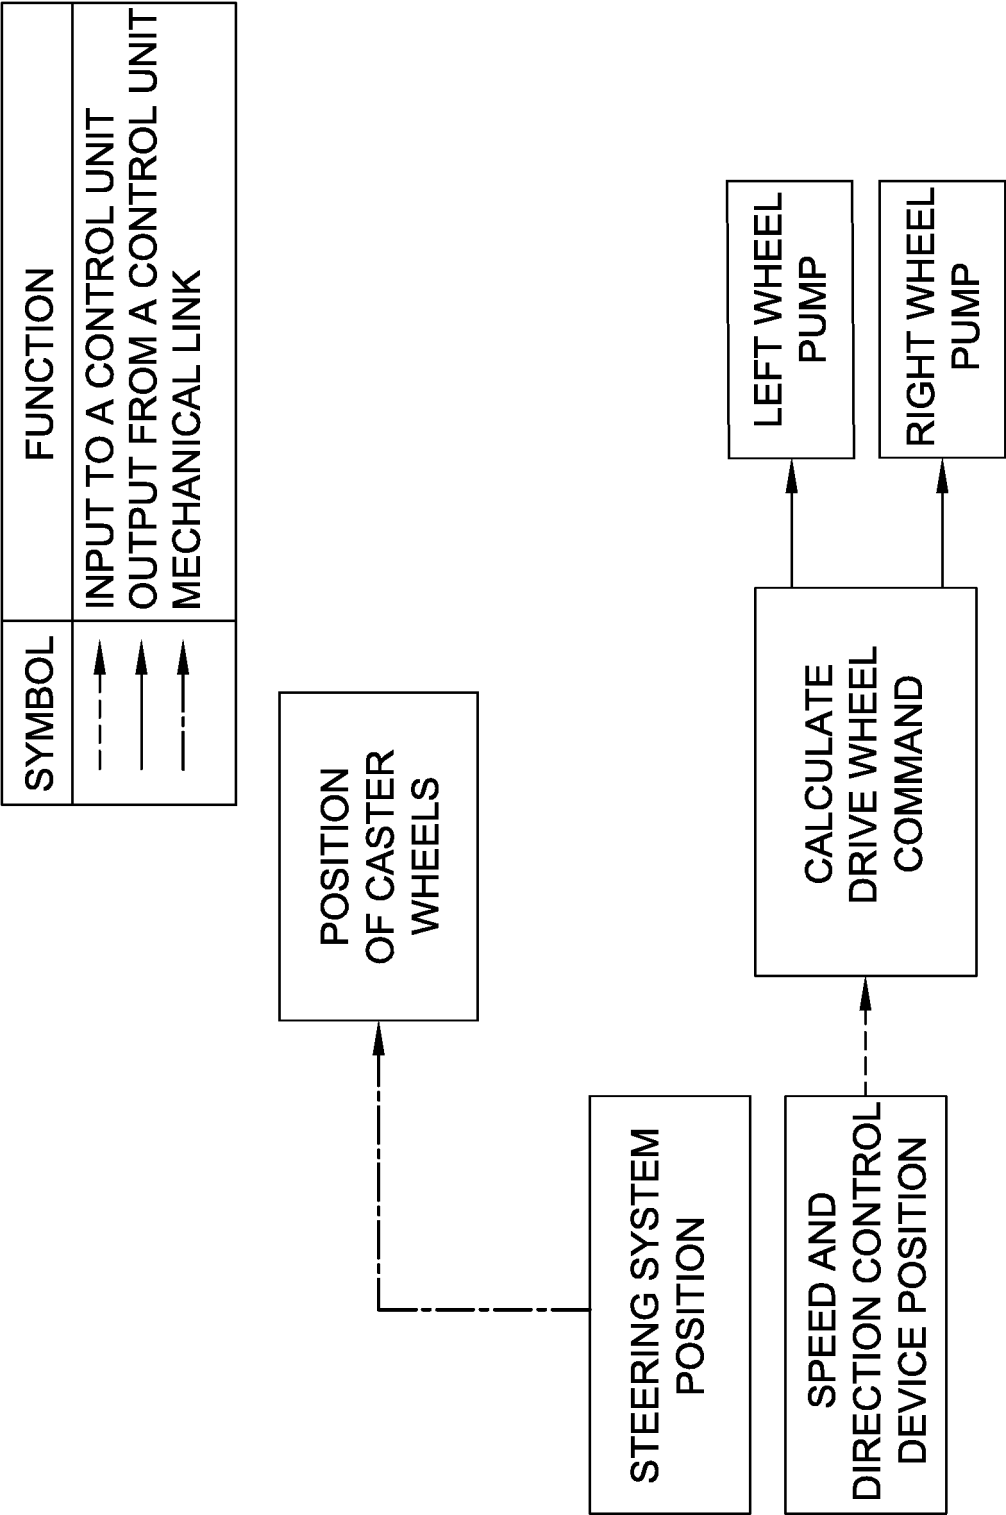 SYMBOL
FUNCTION
INPUT TO A CONTROL UNIT
OUTPUT FROM A CONTROL UNIT
MECHANICAL LINK
POSITION
OF CASTER
WHEELS
STEERING SYSTEM
POSITION
SPEED AND
DIRECTION CONTROL
DEVICE POSITION
CALCULATE
DRIVE WHEEL
COMMAND
LEFT WHEEL
PUMP
RIGHT WHEEL
PUMP